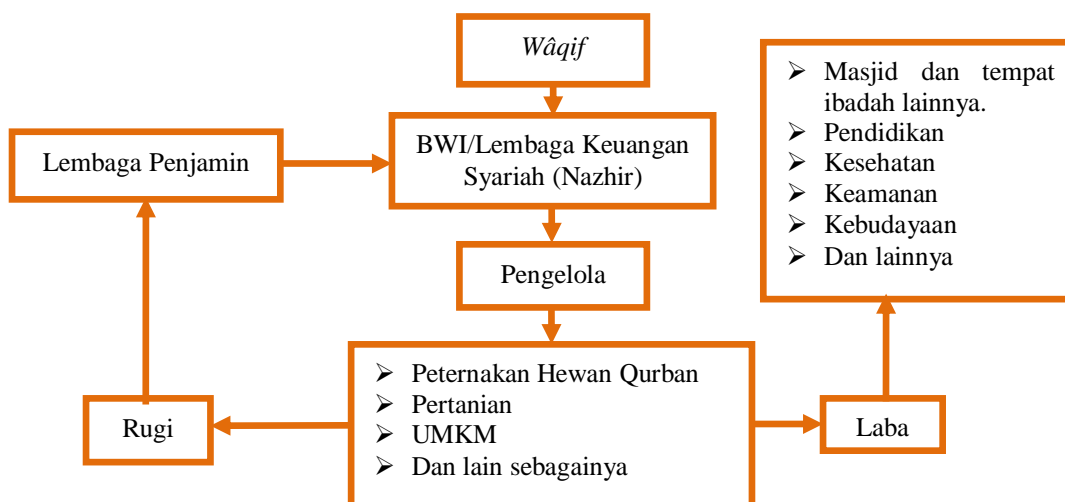 Wâqif
➢ Masjid dan tempat
ibadah lainnya.
➢ Pendidikan
➢ Kesehatan
➢ Keamanan
➢ Kebudayaan
➢ Dan lainnya
Lembaga Penjamin
BWI/Lembaga Keuangan
Syariah (Nazhir)
Pengelola
➢ Peternakan Hewan Qurban
➢ Pertanian
➢ UMKM
➢ Dan lain sebagainya
Rugi
Laba